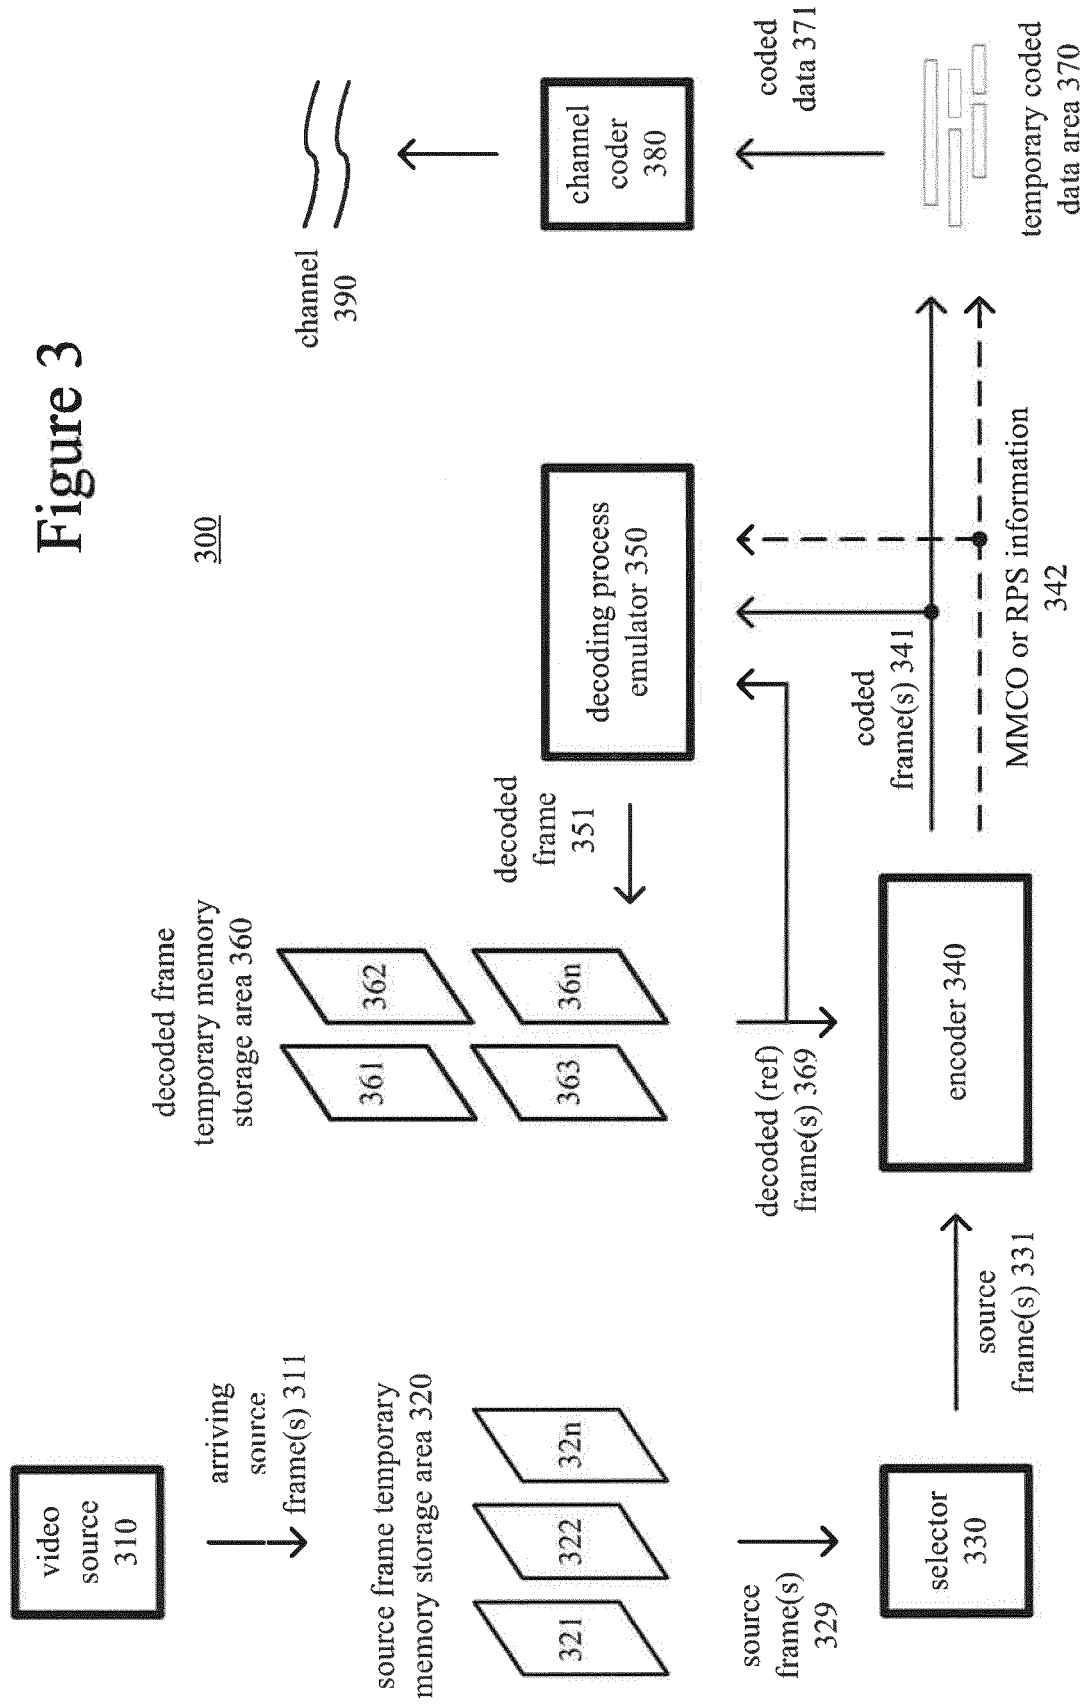 Figure 3
300
video
source
310
arriving
source
frame(s) 311
source frame temporary
memory storage area 320
321
322
32n
source
frame(s)
329
selector
330
source
frame(s) 331
encoder 340
decoded frame
temporary memory
storage area 360
361
362
363
36n
decoded (ref)
frame(s) 369
decoded
frame
351
decoding process
emulator 350
coded
frame(s) 341
MMCO or RPS information
342
channel
390
channel
coder
380
coded
data 371
temporary coded
data area 370